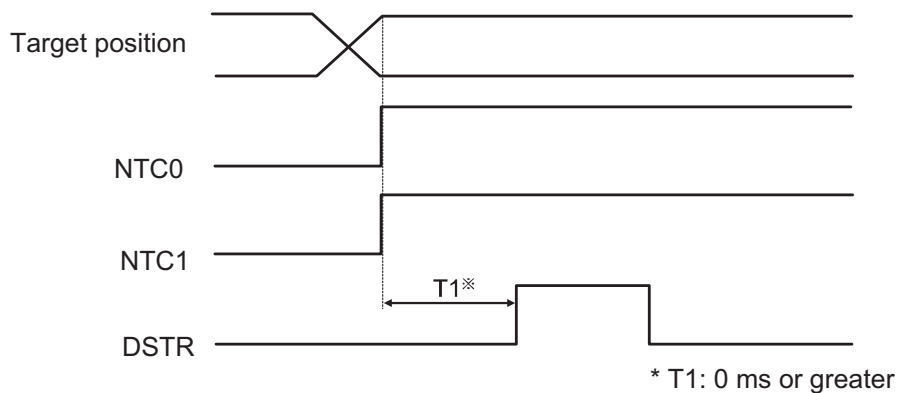 Target position
NTC0
NTC1
T1※
DSTR
* T1: 0 ms or greater